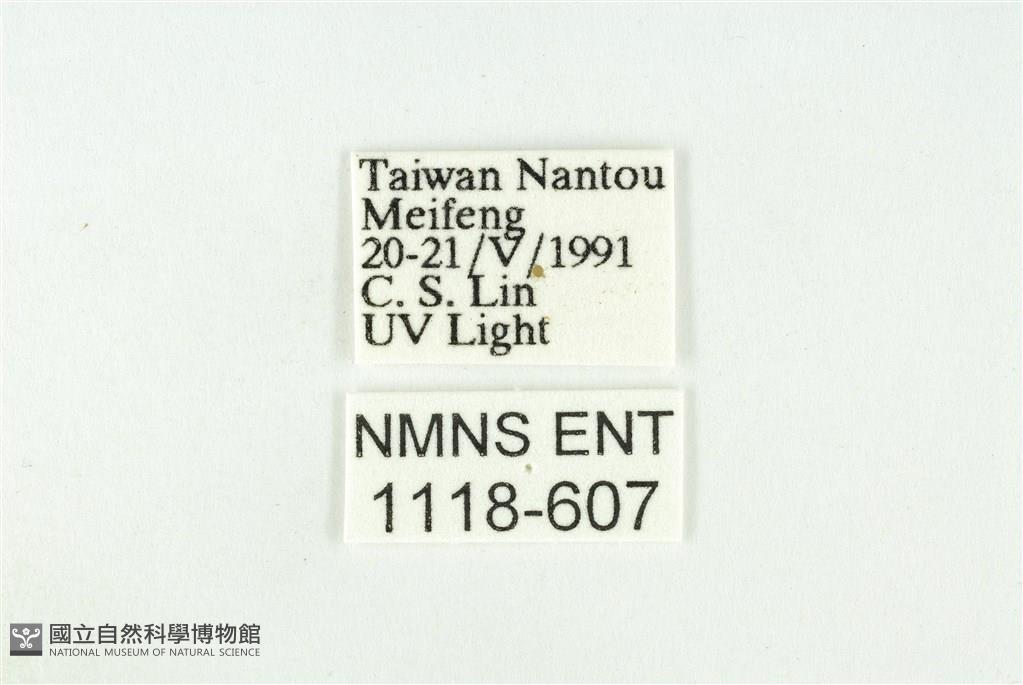 Taiwan Nantou
Meifeng
20-21/V/1991
C. S. Lin
UV Light
NMNS ENT
1118-607
國立自然科學博物館
NATIONAL MUSEUM OF NATURAL SCIENCE